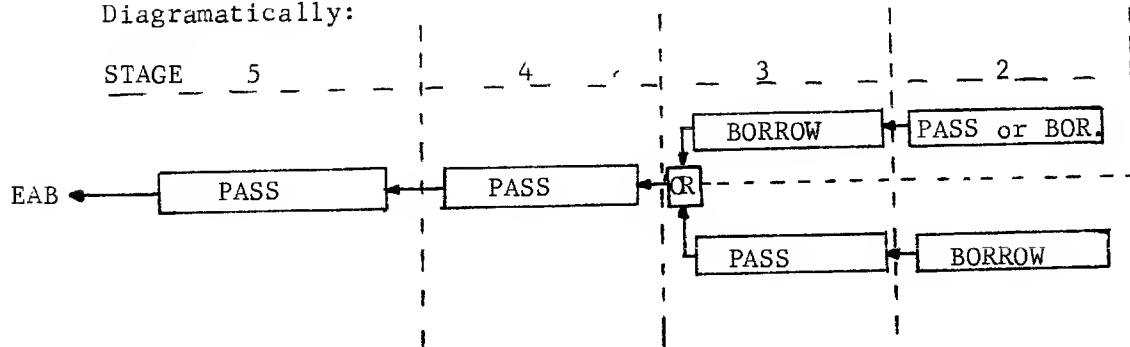 Diagramatically:
STAGE 5 4 3 2
BORROW PASS or BOR.
EAB PASS PASS OR
PASS BORROW